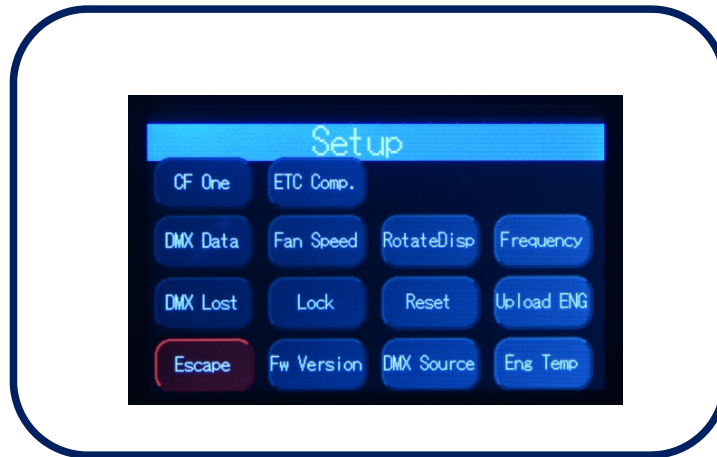 Setup
CF One ETC Comp.
DMX Data Fan Speed RotateDisp Frequency
DMX Lost Lock Reset Upload ENG
Escape Fw Version DMX Source Eng Temp